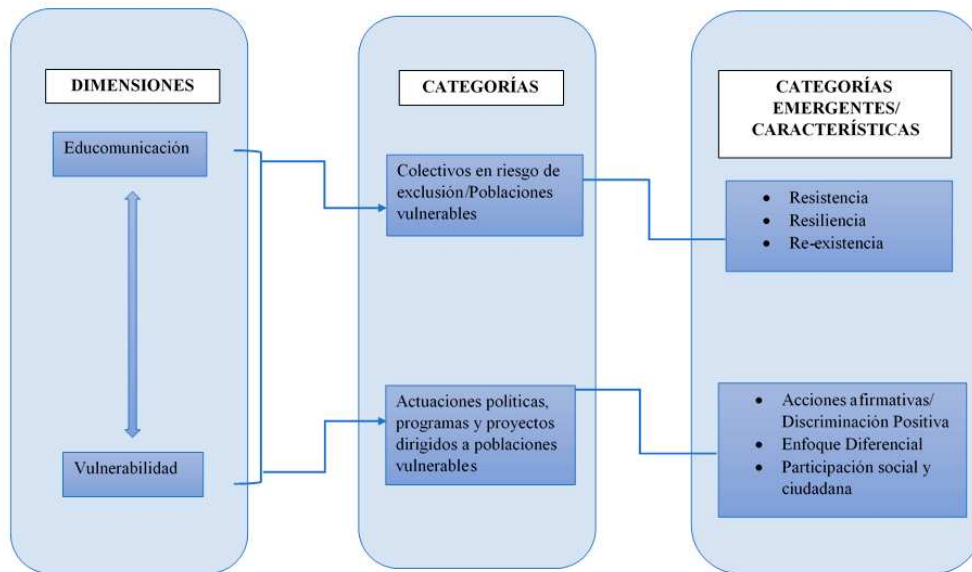 DIMENSIONES
Educomunicación
Vulnerabilidad
CATEGORÍAS
Colectivos en riesgo de
exclusión/Poblaciones
vulnerables
Actuaciones políticas,
programas y proyectos
dirigidos a poblaciones
vulnerables
CATEGORÍAS
EMERGENTES/
CARACTERÍSTICAS
• Resistencia
• Resiliencia
• Re-existencia
• Acciones afirmativas/
Discriminación Positiva
• Enfoque Diferencial
• Participación social y
ciudadana